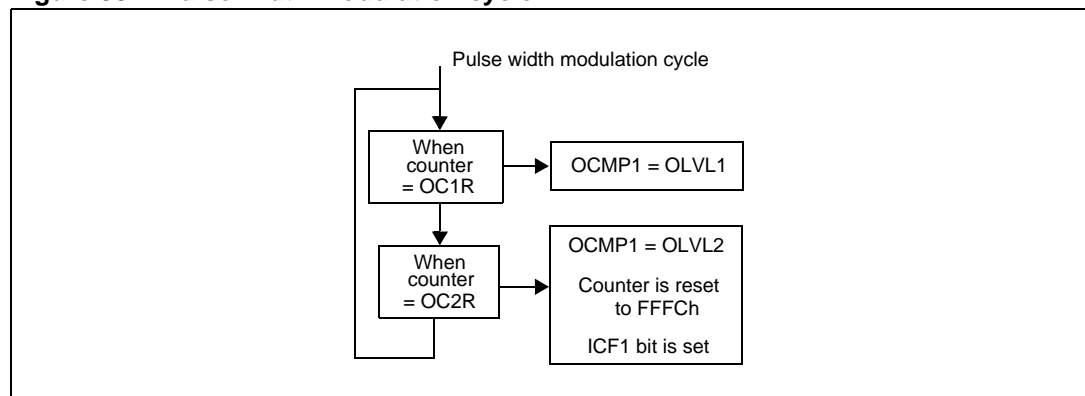 Pulse width modulation cycle
When
counter
= OC1R
OCMP1 = OLVL1
When
counter
= OC2R
OCMP1 = OLVL2
Counter is reset
to FFFCh
ICF1 bit is set